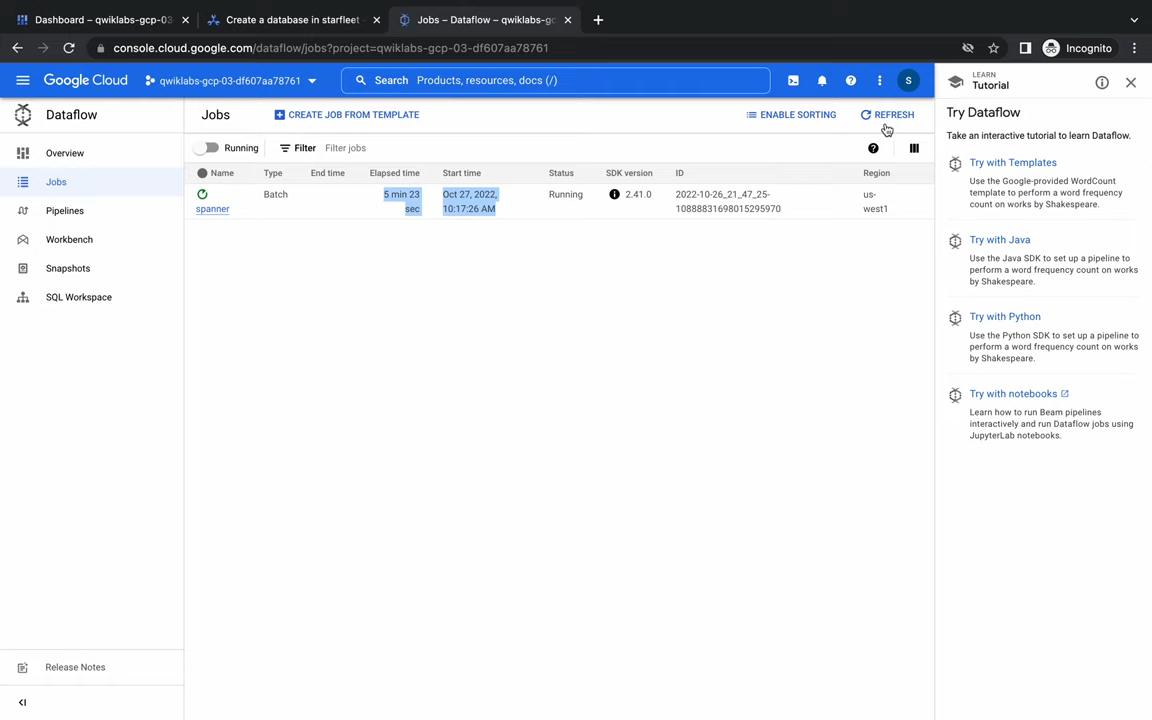 Dashboard – qwiklabs-gcp-03
Create a database in starfleet
Jobs – Dataflow – qwiklabs-gc
console.cloud.google.com/dataflow/jobs?project=qwiklabs-gcp-03-df607aa78761
Incognito
Google Cloud
qwiklabs-gcp-03-df607aa78761
Search Products, resources, docs (/)
S
LEARN
Tutorial
Dataflow
Overview
Jobs
Pipelines
Workbench
Snapshots
SQL Workspace
Release Notes
Jobs
CREATE JOB FROM TEMPLATE
ENABLE SORTING
REFRESH
Running
Filter
Filter jobs
Name Type End time Elapsed time Start time Status SDK version ID Region
spanner
Batch
5 min 23
sec
Oct 27, 2022,
10:17:26 AM
Running
2.41.0
2022-10-26_21_47_25-
10888831698015295970
us-
west1
Try Dataflow
Take an interactive tutorial to learn Dataflow.
Try with Templates
Use the Google-provided WordCount
template to perform a word frequency
count on works by Shakespeare.
Try with Java
Use the Java SDK to set up a pipeline to
perform a word frequency count on works
by Shakespeare.
Try with Python
Use the Python SDK to set up a pipeline to
perform a word frequency count on works
by Shakespeare.
Try with notebooks
Learn how to run Beam pipelines
interactively and run Dataflow jobs using
JupyterLab notebooks.